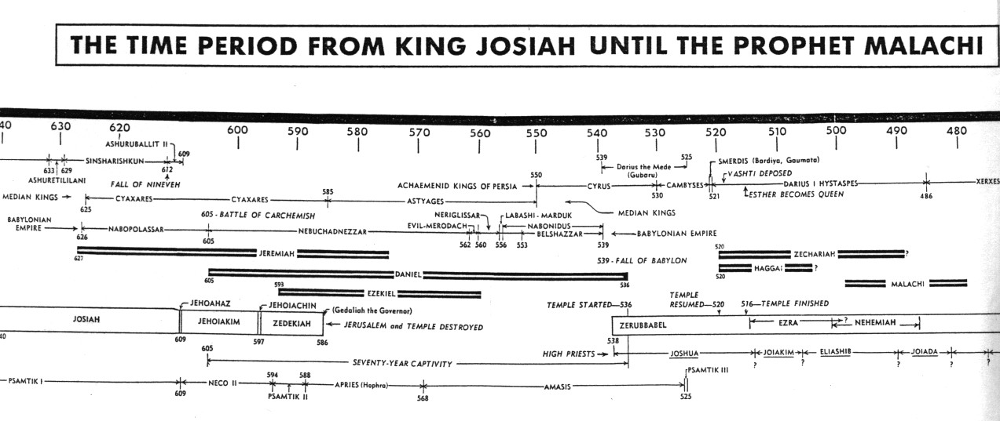 THE TIME PERIOD FROM KING JOSIAH UNTIL THE PROPHET MALACHI
40 630 620 600 590 580 570 560 550 540 530 520 510 500 490 480
ASHURUBALLIT II
609
633 629 SINSHARISHKUN 612
ASHURETILILANI
FALL OF NINEVEH
539 525
Darius the Mede
(Gubaru)
SMERDIS (Bardiya, Gaumata)
VASHTI DEPOSED
ACHAEMENID KINGS OF PERSIA 550 CYRUS 530 CAMBYSES 521 DARIUS I HYSTASPES 486 XERXES
ESTHER BECOMES QUEEN
MEDIAN KINGS 625 CYAXARES CYAXARES 585 ASTYAGES MEDIAN KINGS
605 - BATTLE OF CARCHEMISH
NERIGLISSAR LABASHI - MARDUK
BABYLONIAN
EMPIRE
626 NABOPOLASSAR 605 NEBUCHADNEZZAR EVIL-MERODACH 562 560 556 NABONIDUS
553 BELSHAZZAR 539 BABYLONIAN EMPIRE
627 JEREMIAH
539 - FALL OF BABYLON
520 ZECHARIAH ?
520 HAGGAI ?
605 DANIEL 536
MALACHI
593 EZEKIEL
TEMPLE STARTED—536
TEMPLE
RESUMED—520
516—TEMPLE FINISHED
JEHOAHAZ JEHOIACHIN (Gedaliah the Governor)
JOSIAH JEHOIAKIM ZEDEKIAH JERUSALEM and TEMPLE DESTROYED
40 609 597 586
ZERUBBABEL EZRA ? NEHEMIAH
538
HIGH PRIESTS JOSHUA ? JOIAKIM ? ELIASHIB ? JOIADA ? ?
605 SEVENTY-YEAR CAPTIVITY
PSAMTIK I 609 NECO II 594 PSAMTIK II 588 APRIES (Hophra) 568 AMASIS 525 PSAMTIK III